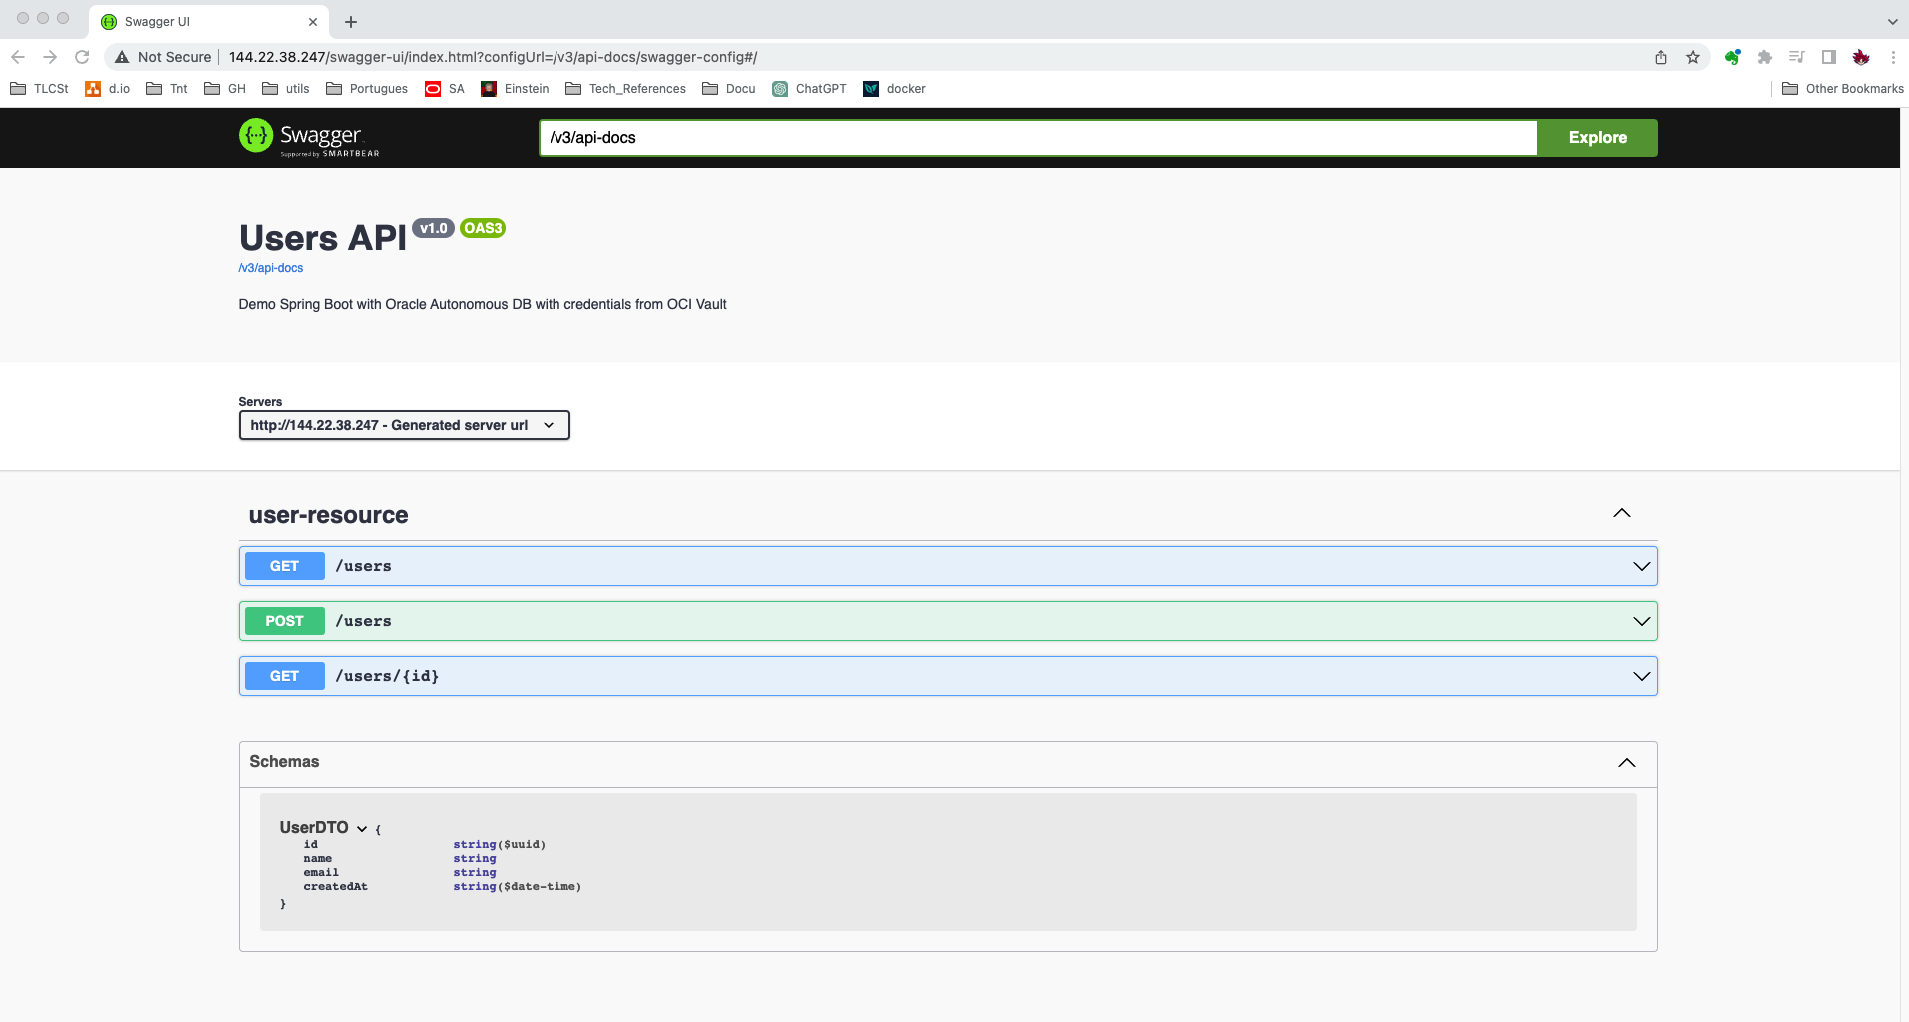 Swagger UI
Not Secure 144.22.38.247/swagger-ui/index.html?configUrl=/v3/api-docs/swagger-config#/
TLCSt d.io Tnt GH utils Portugues SA Einstein Tech_References Docu ChatGPT docker Other Bookmarks
Swagger
Supported by SMARTBEAR
/v3/api-docs Explore
Users API v1.0 OAS3
/v3/api-docs
Demo Spring Boot with Oracle Autonomous DB with credentials from OCI Vault
Servers
http://144.22.38.247 - Generated server url
user-resource
GET /users
POST /users
GET /users/{id}
Schemas
UserDTO {
id string($uuid)
name string
email string
createdAt string($date-time)
}